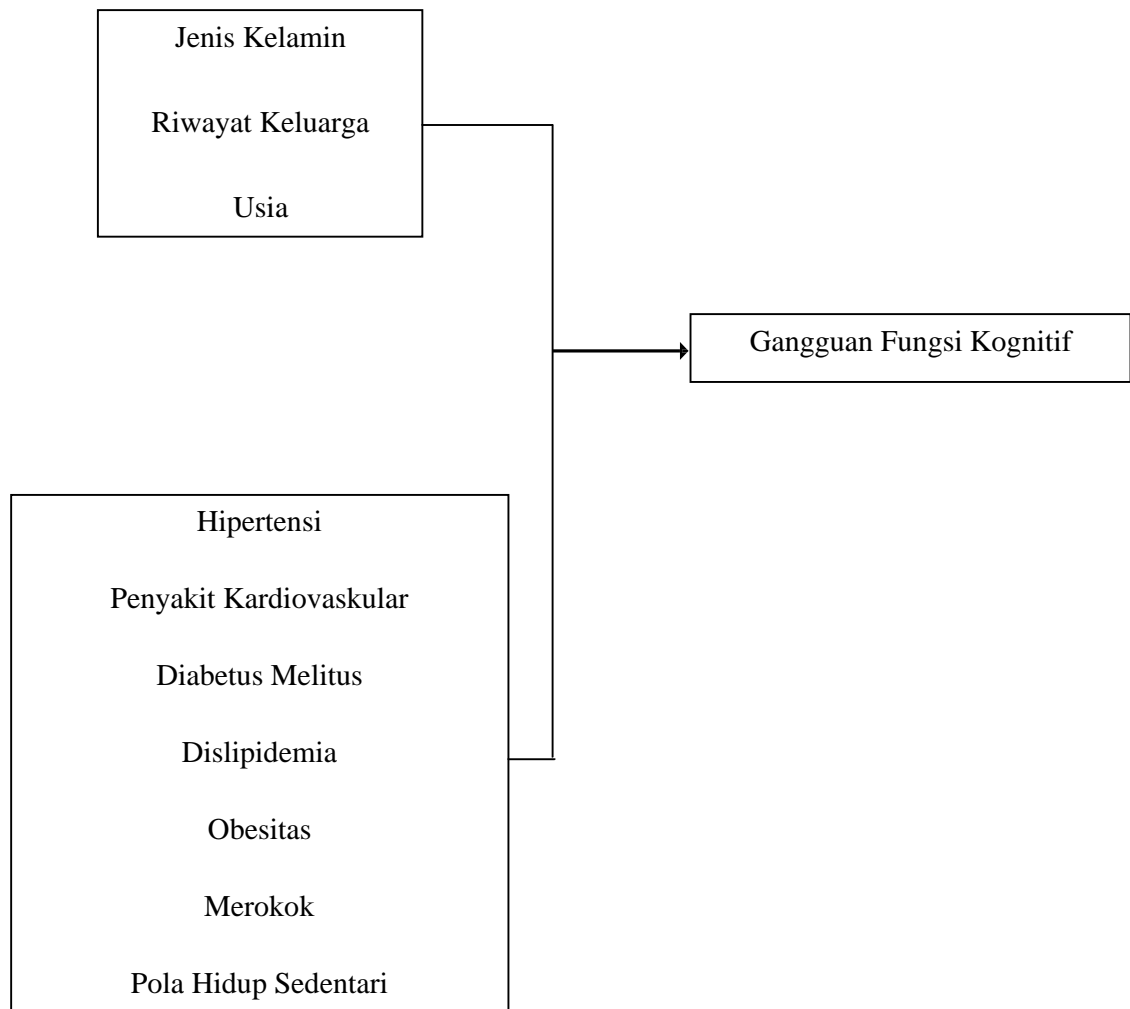 Jenis Kelamin
Riwayat Keluarga
Usia
Gangguan Fungsi Kognitif
Hipertensi
Penyakit Kardiovaskular
Diabetus Melitus
Dislipidemia
Obesitas
Merokok
Pola Hidup Sedentari